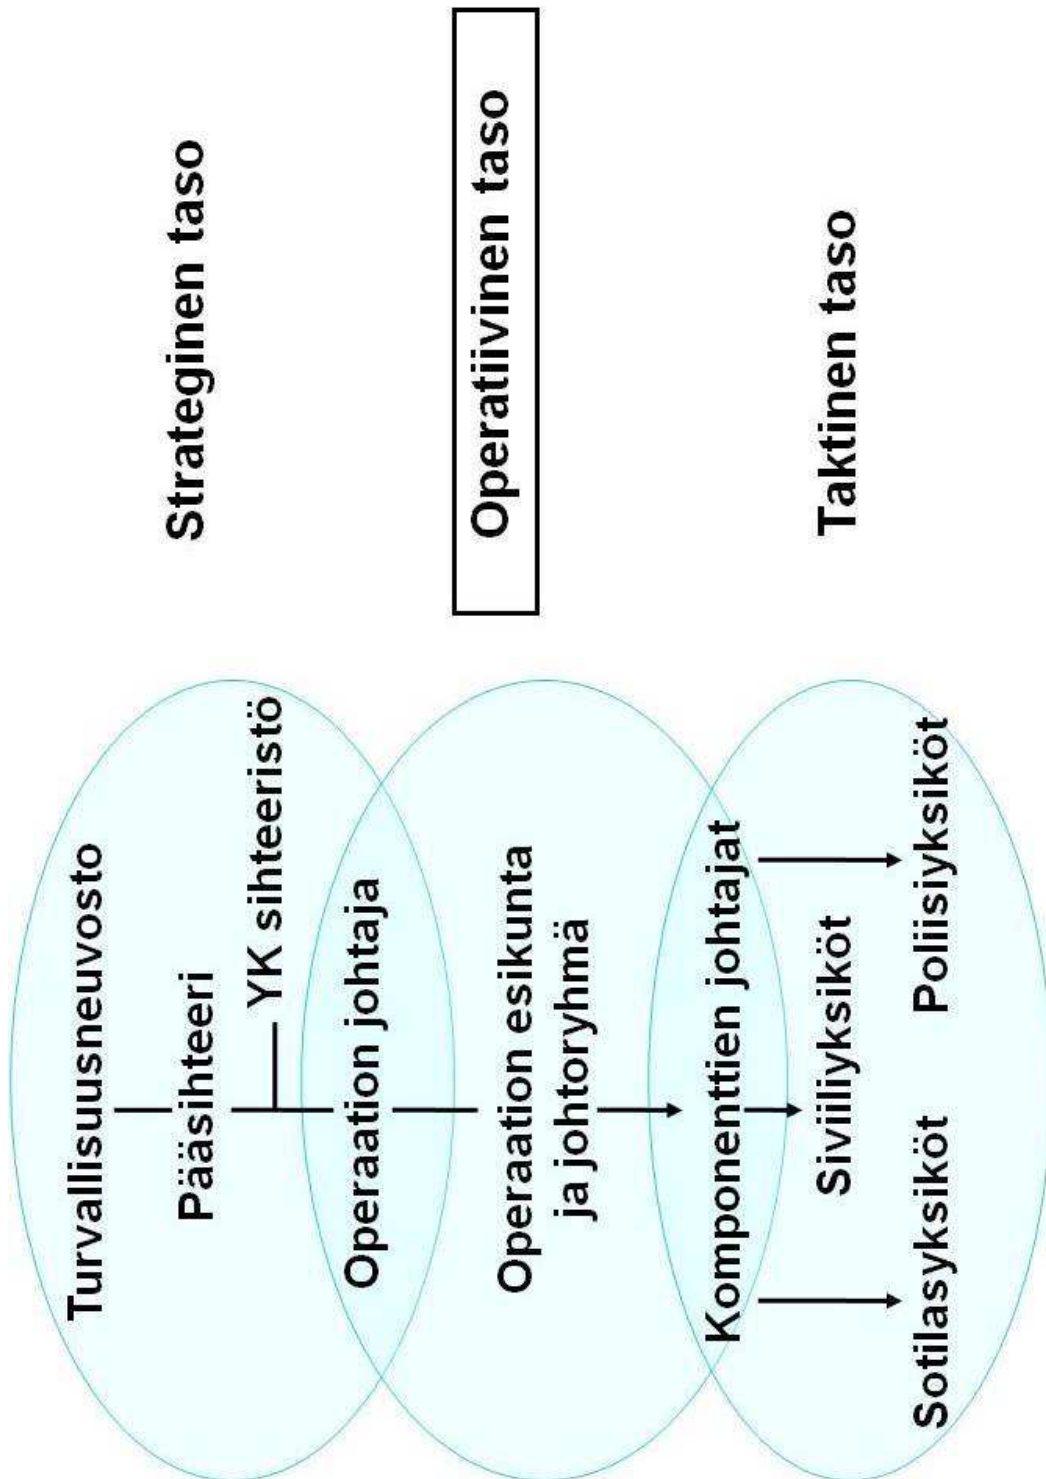 Turvallisuusneuvosto
Pääsihteeri
YK sihteeristö
Strateginen taso
Operaation johtaja
Operaation esikunta
ja johtoryhmä
Operatiivinen taso
Komponenttien johtajat
Siviiliyksiköt
Sotilasyksiköt
Poliisiyksiköt
Taktinen taso